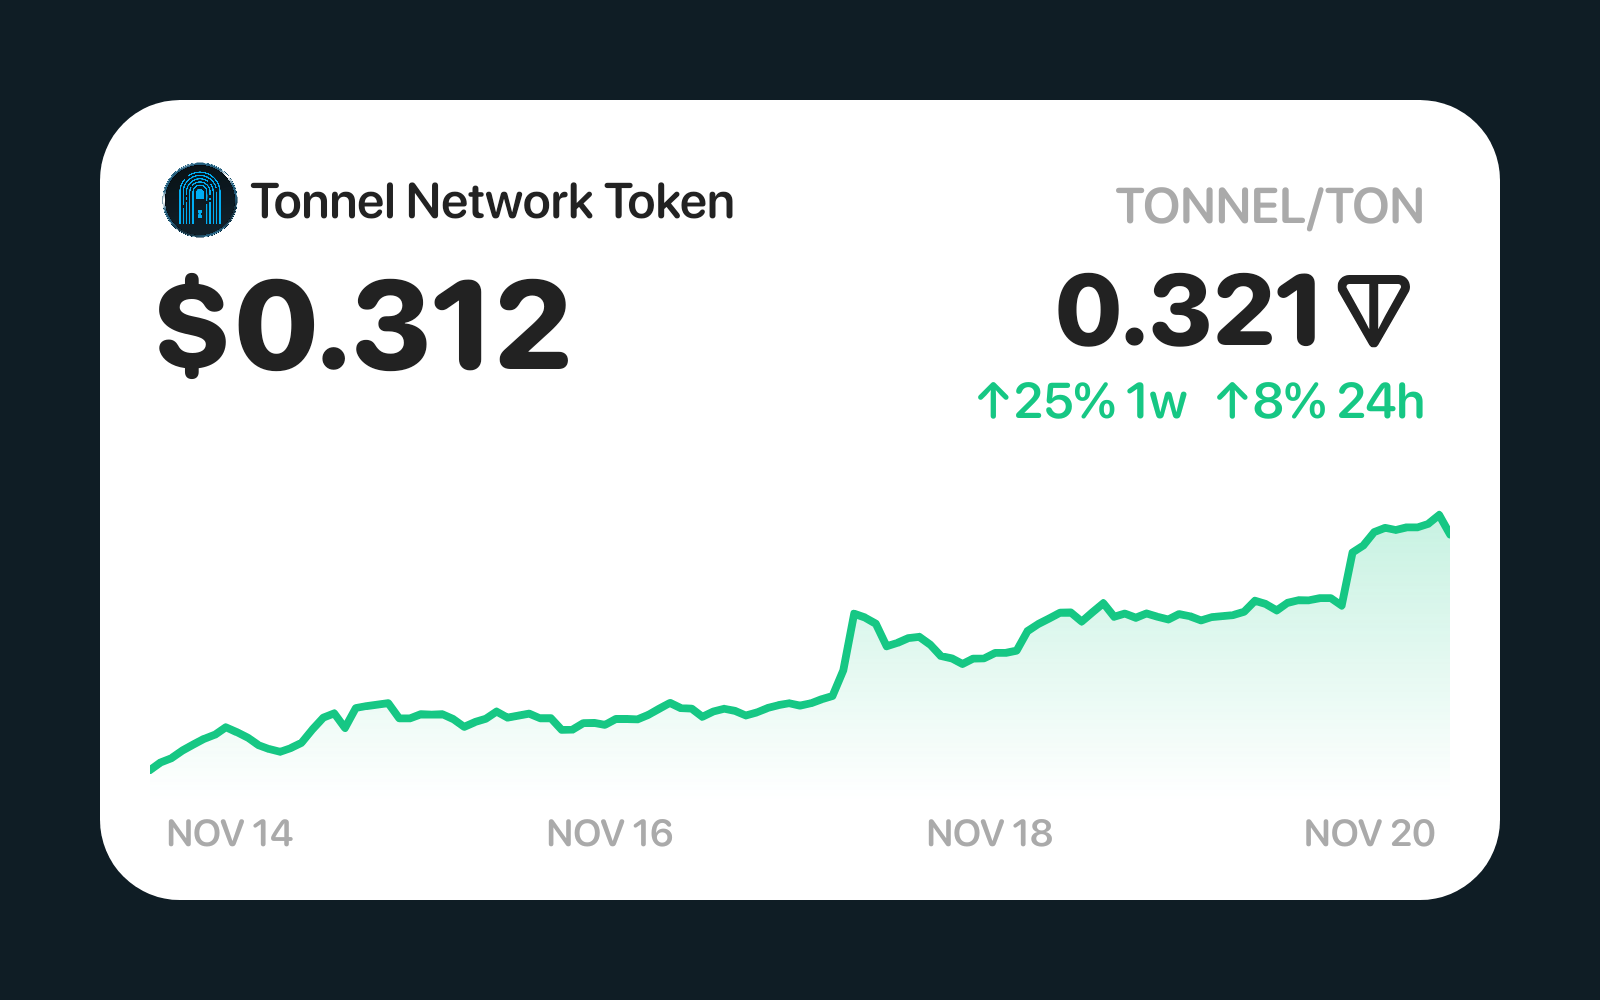 Tonnel Network Token
TONNEL/TON
$0.312
0.321
↑25% 1w ↑8% 24h
NOV 14 NOV 16 NOV 18 NOV 20